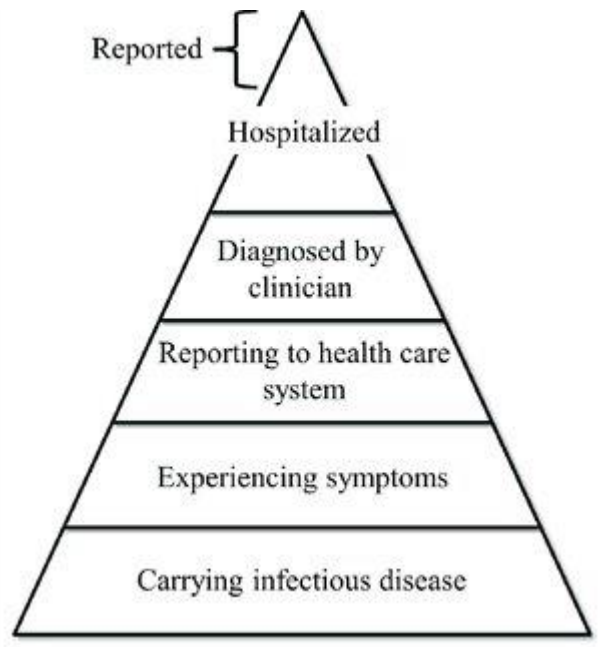 Reported
Hospitalized
Diagnosed by
clinician
Reporting to health care
system
Experiencing symptoms
Carrying infectious disease